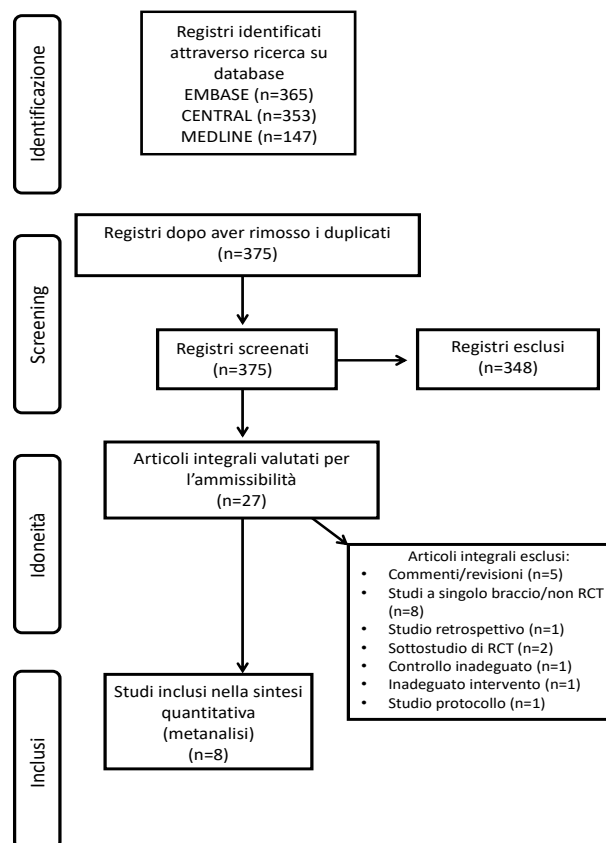 Identificazione
Registri identificati
attraverso ricerca su
database
EMBASE (n=365)
CENTRAL (n=353)
MEDLINE (n=147)
Screening
Registri dopo aver rimosso i duplicati
(n=375)
Registri screenati
(n=375)
Registri esclusi
(n=348)
Idoneità
Articoli integrali valutati per
l’ammissibilità
(n=27)
Articoli integrali esclusi:
• Commenti/revisioni (n=5)
• Studi a singolo braccio/non RCT
(n=8)
• Studio retrospettivo (n=1)
• Sottostudio di RCT (n=2)
• Controllo inadeguato (n=1)
• Inadeguato intervento (n=1)
• Studio protocollo (n=1)
Inclusi
Studi inclusi nella sintesi
quantitativa
(metanalisi)
(n=8)